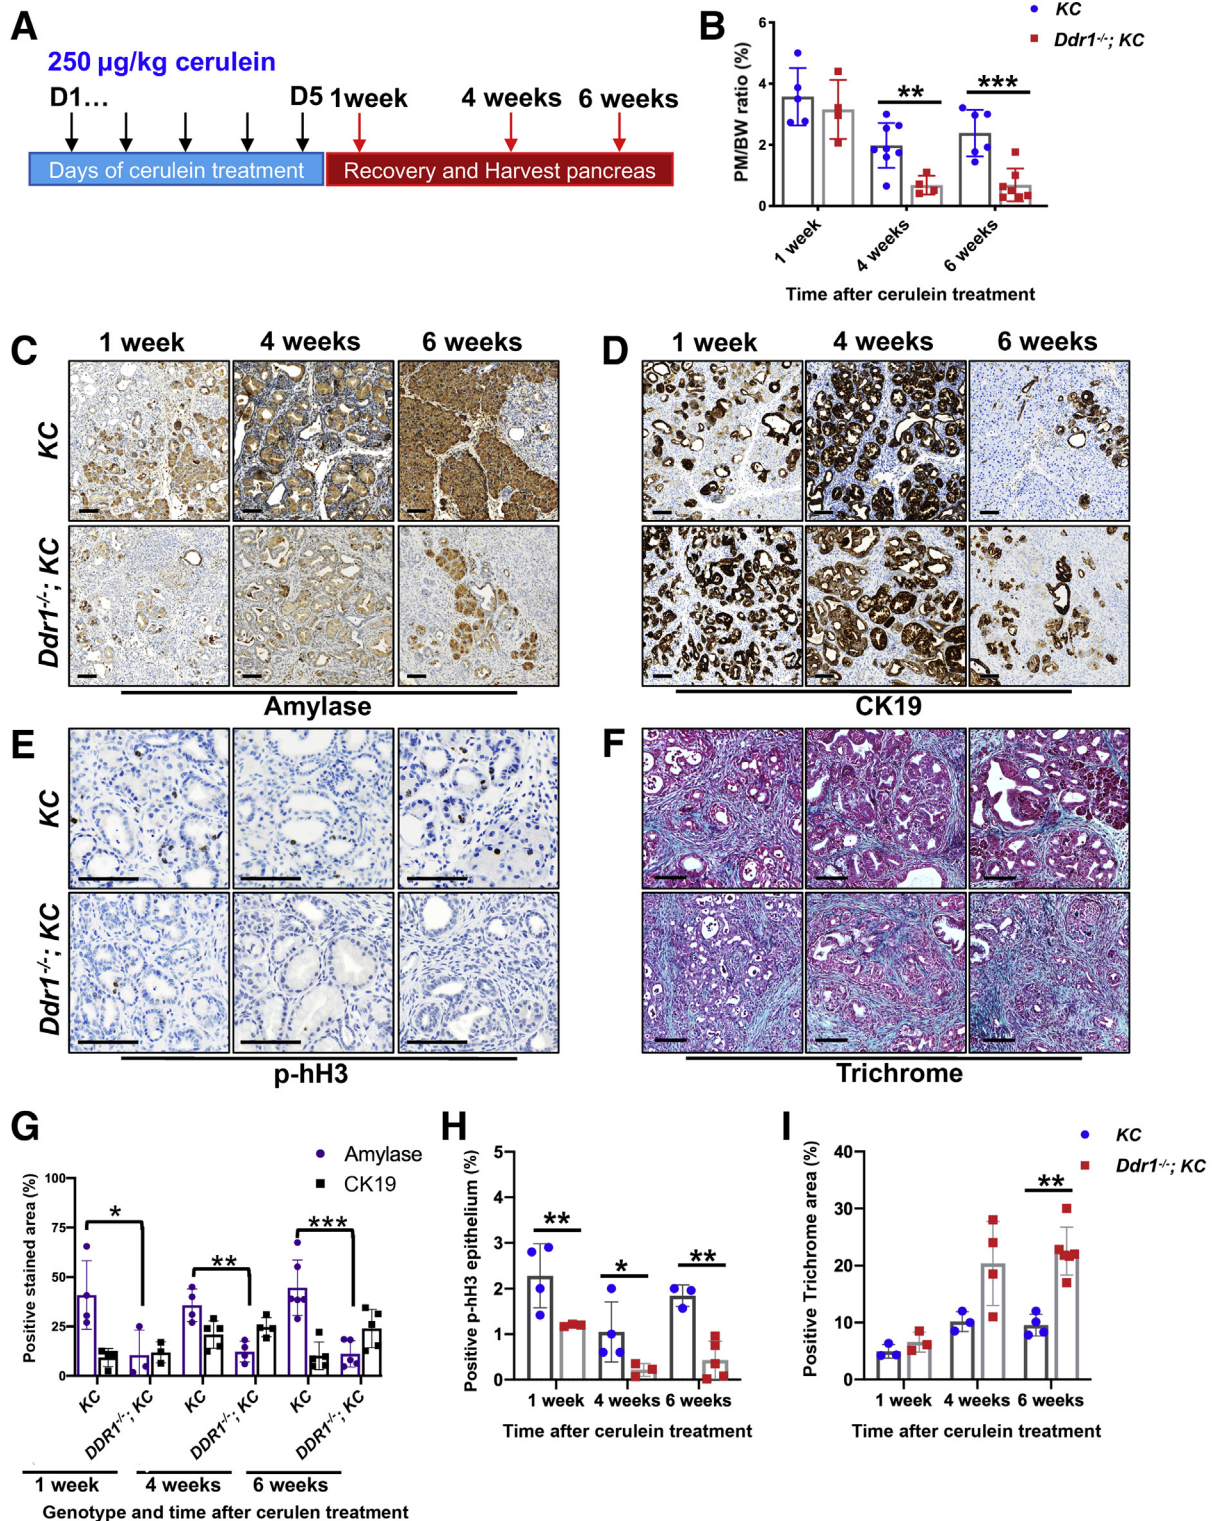 A
250 µg/kg cerulein
D1... D5 1week 4 weeks 6 weeks
Days of cerulein treatment Recovery and Harvest pancreas
B
KC
Ddr1-/-; KC
PM/BW ratio (%)
6
4
2
0
** ***
1 week 4 weeks 6 weeks
Time after cerulein treatment
C
1 week 4 weeks 6 weeks
KC
Ddr1-/-; KC
Amylase
D
1 week 4 weeks 6 weeks
CK19
E
KC
Ddr1-/-; KC
p-hH3
F
Trichrome
G
Amylase
CK19
Positive stained area (%)
100
75
50
25
0
* ** ***
KC DDR1-/-; KC KC DDR1-/-; KC KC DDR1-/-; KC
1 week 4 weeks 6 weeks
Genotype and time after cerulen treatment
H
Positive p-hH3 epithelium (%)
5
4
3
2
1
0
** * **
1 week 4 weeks 6 weeks
Time after cerulein treatment
I
KC
Ddr1-/-; KC
Positive Trichrome area (%)
40
30
20
10
0
**
1 week 4 weeks 6 weeks
Time after cerulein treatment